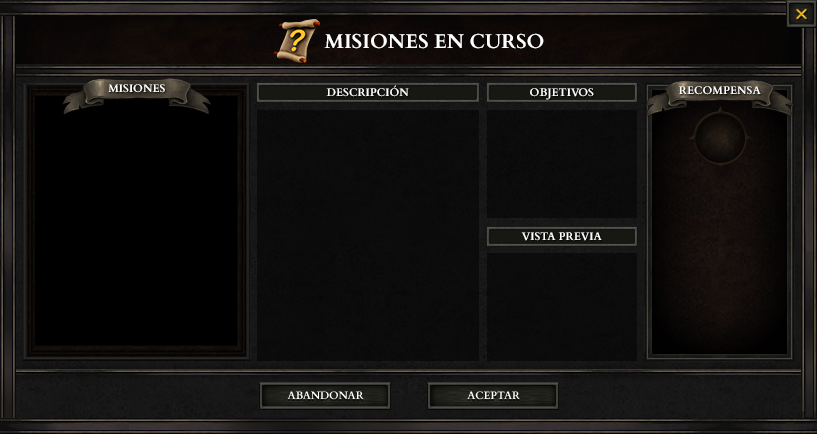 MISIONES EN CURSO
MISIONES
DESCRIPCIÓN
OBJETIVOS
RECOMPENSA
VISTA PREVIA
ABANDONAR
ACEPTAR